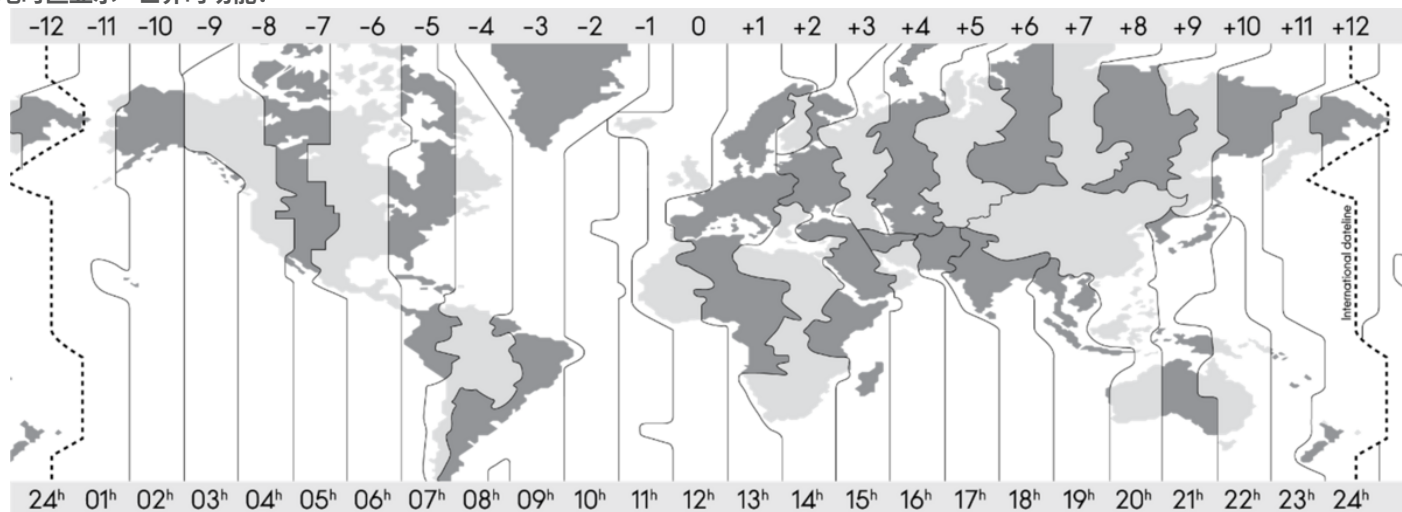 -12 -11 -10 -9 -8 -7 -6 -5 -4 -3 -2 -1 0 +1 +2 +3 +4 +5 +6 +7 +8 +9 +10 +11 +12
International dateline
24h 01h 02h 03h 04h 05h 06h 07h 08h 09h 10h 11h 12h 13h 14h 15h 16h 17h 18h 19h 20h 21h 22h 23h 24h